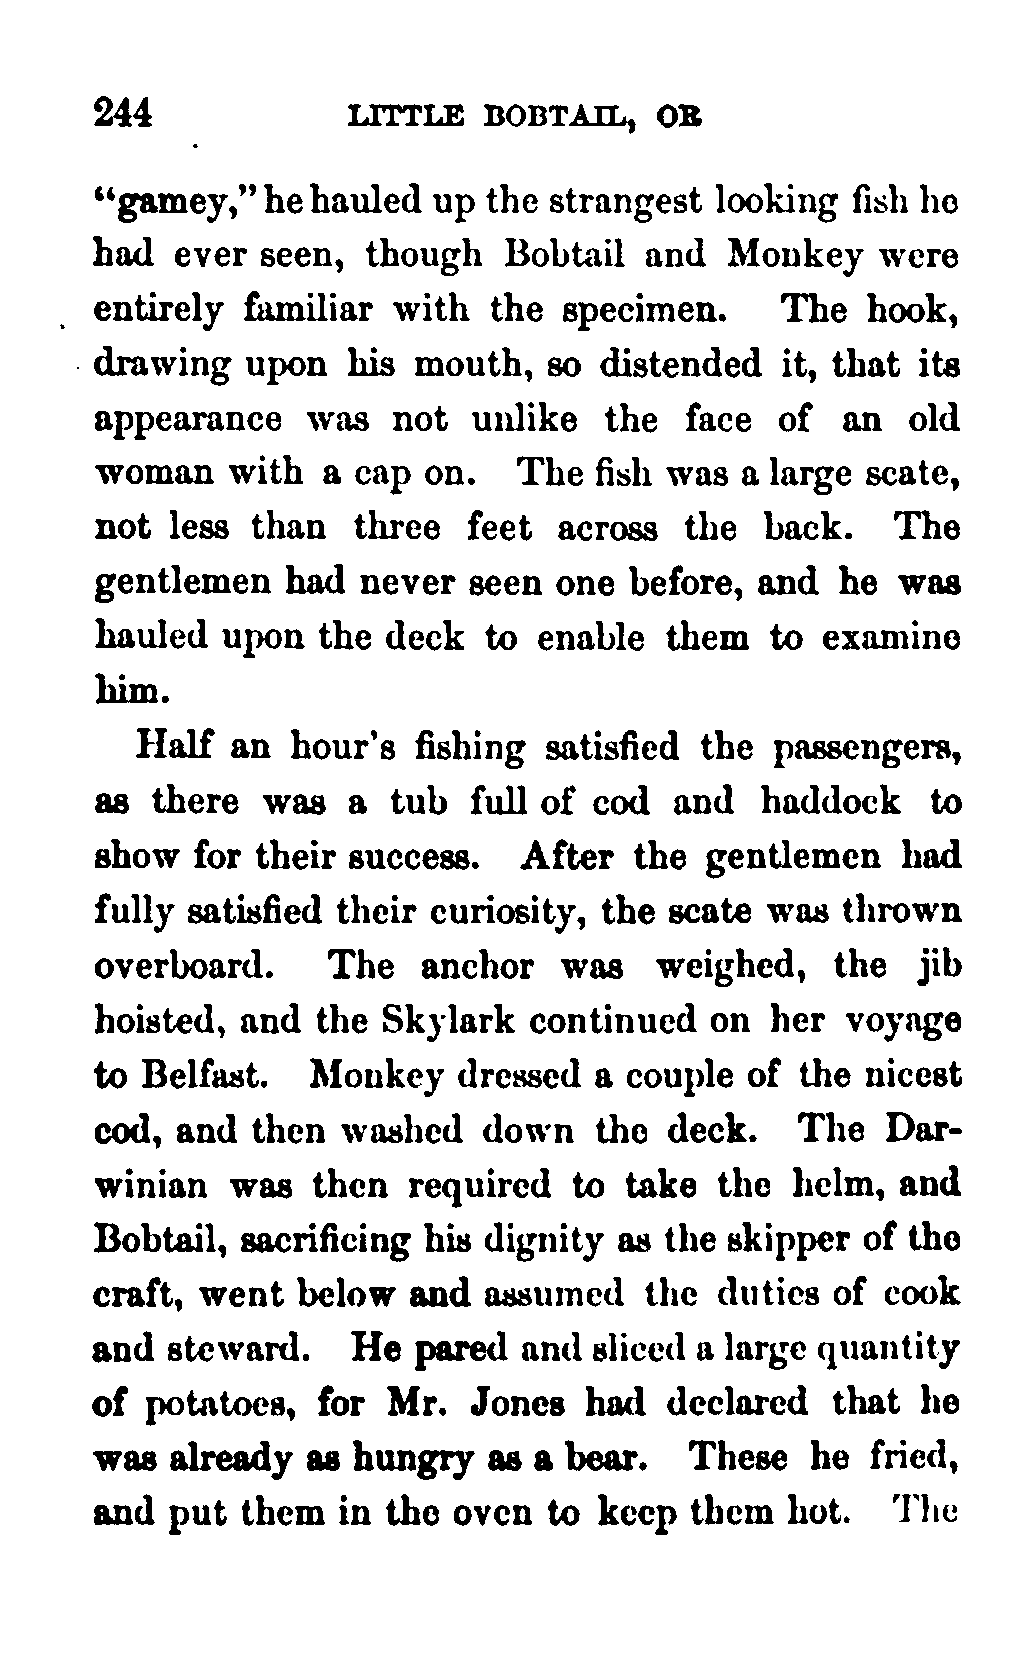 244 LITTLE BOBTAIL, OR
“gamey,” he hauled up the strangest looking fish he
had ever seen, though Bobtail and Monkey were
entirely familiar with the specimen. The hook,
drawing upon his mouth, so distended it, that its
appearance was not unlike the face of an old
woman with a cap on. The fish was a large scate,
not less than three feet across the back. The
gentlemen had never seen one before, and he was
hauled upon the deck to enable them to examine
him.
Half an hour's fishing satisfied the passengers,
as there was a tub full of cod and haddock to
show for their success. After the gentlemen had
fully satisfied their curiosity, the scate was thrown
overboard. The anchor was weighed, the jib
hoisted, and the Skylark continued on her voyage
to Belfast. Monkey dressed a couple of the nicest
cod, and then washed down the deck. The Dar-
winian was then required to take the helm, and
Bobtail, sacrificing his dignity as the skipper of the
craft, went below and assumed the duties of cook
and steward. He pared and sliced a large quantity
of potatoes, for Mr. Jones had declared that he
was already as hungry as a bear. These he fried,
and put them in the oven to keep them hot. The